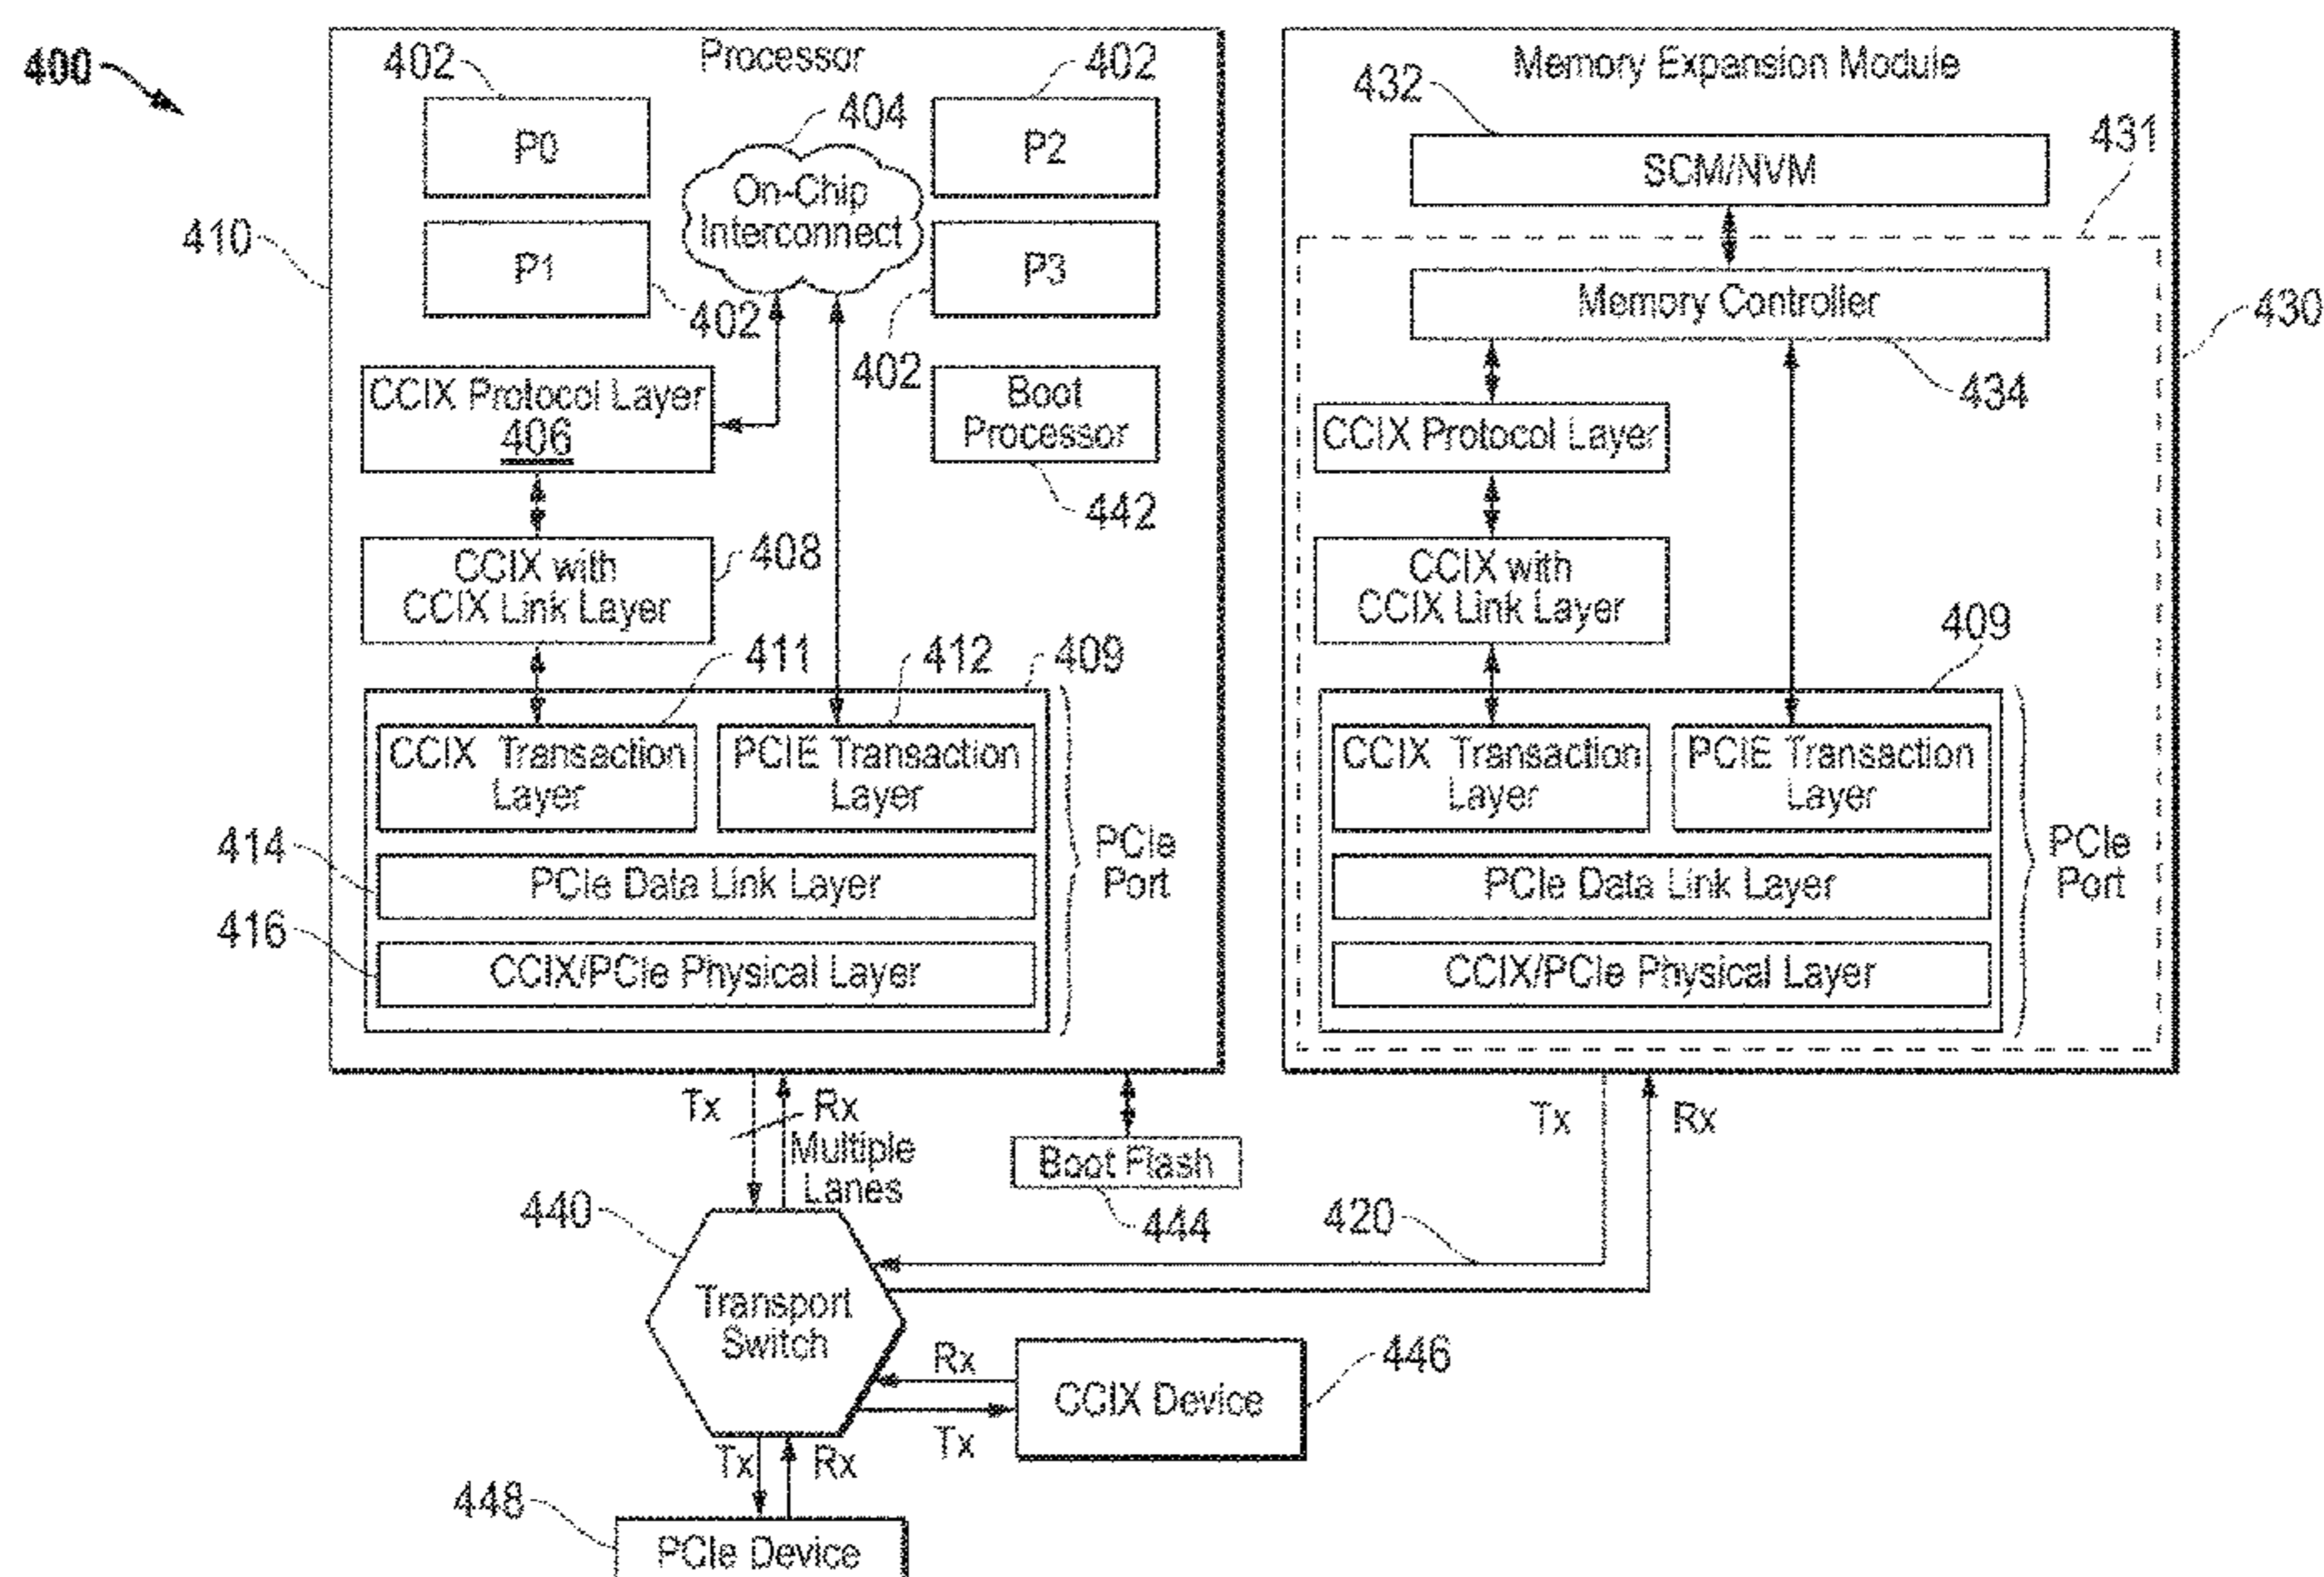 400
Processor
402
402
P0
404
P2
On-Chip
Interconnect
410
P1
402
P3
402
CCIX Protocol Layer
406
Boot
Processor
442
CCIX with
CCIX Link Layer
408
411
412
409
CCIX Transaction
Layer
PCIE Transaction
Layer
414
PCIe Data Link Layer
416
CCIX/PCIe Physical Layer
PCIe
Port
Memory Expansion Module
432
431
SCM/NVM
Memory Controller
430
434
CCIX Protocol Layer
CCIX with
CCIX Link Layer
409
CCIX Transaction
Layer
PCIE Transaction
Layer
PCIe Data Link Layer
CCIX/PCIe Physical Layer
PCIe
Port
Tx
Rx
Multiple
Lanes
Boot Flash
444
Tx
Rx
440
420
Transport
Switch
Rx
Tx
CCIX Device
446
Tx
Rx
448
PCIe Device